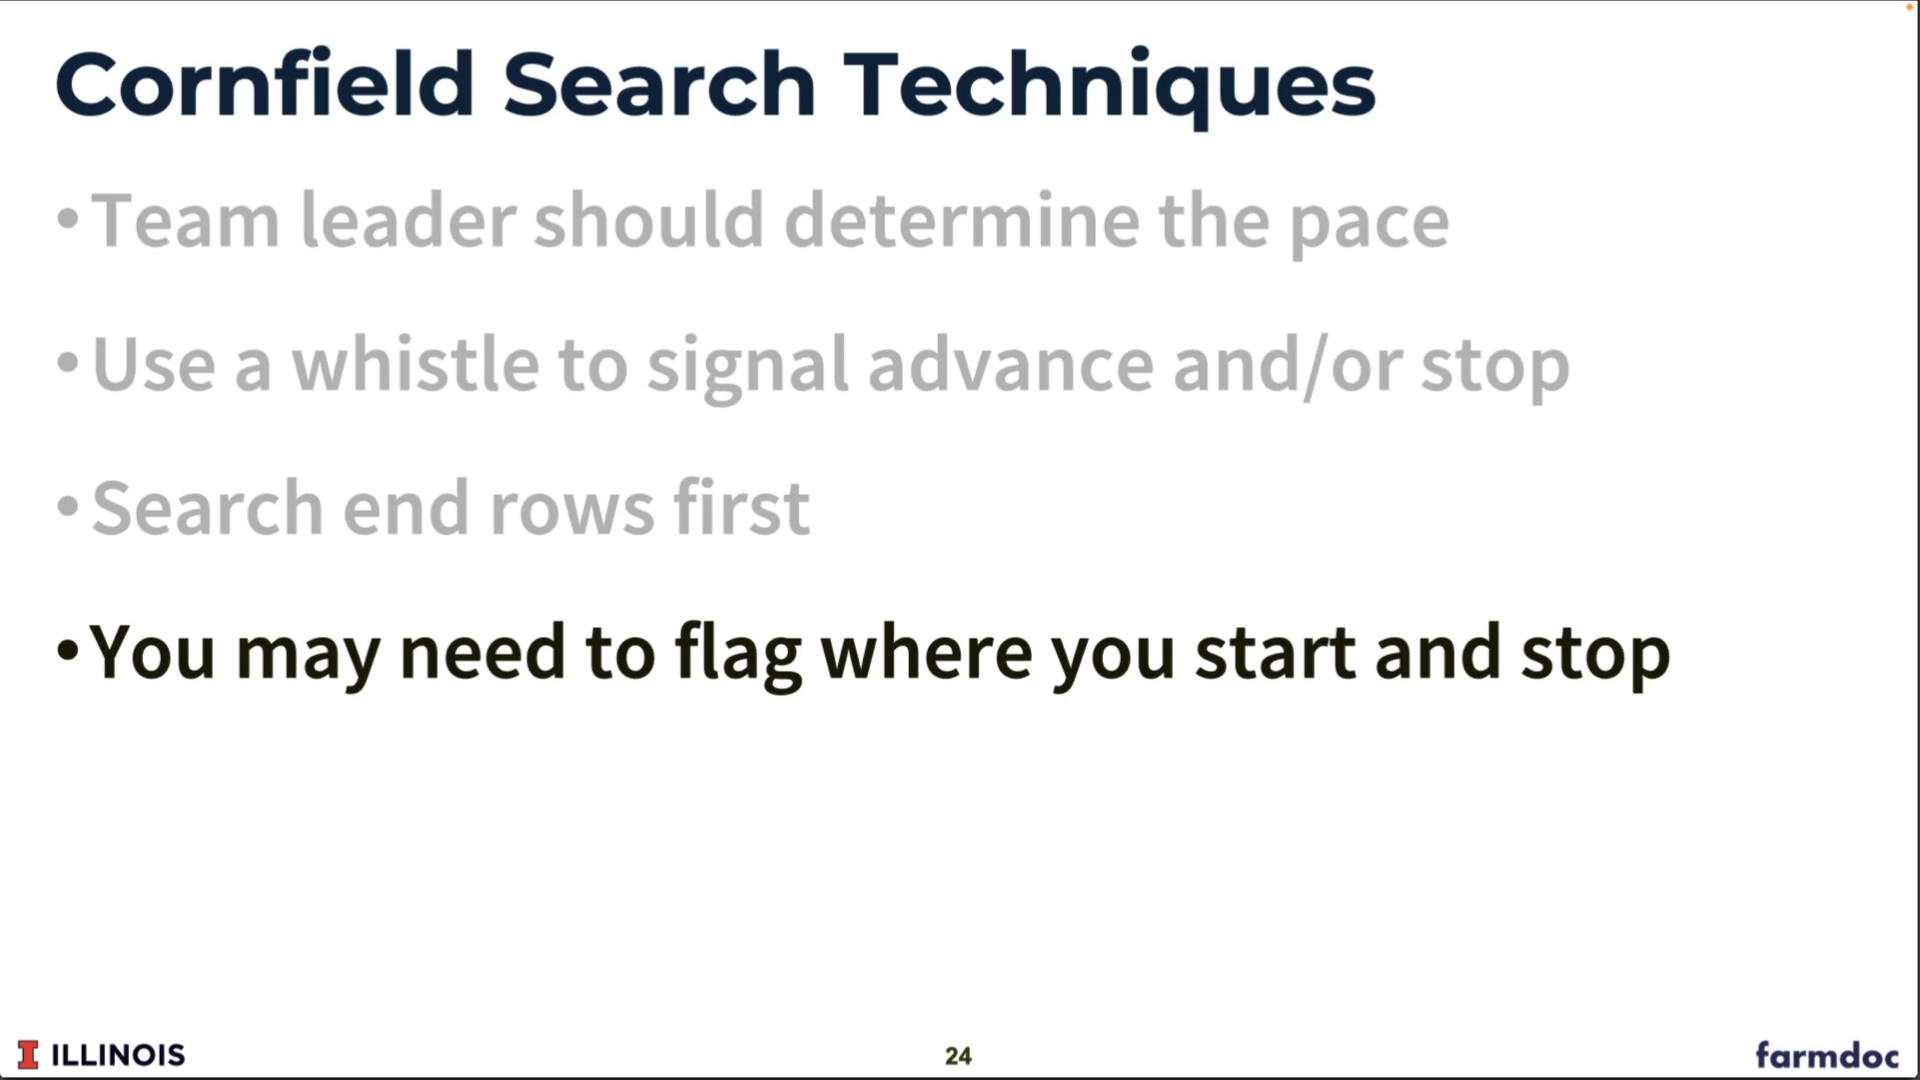 Cornfield Search Techniques
• Team leader should determine the pace
• Use a whistle to signal advance and/or stop
• Search end rows first
• You may need to flag where you start and stop
I ILLINOIS
24
farmdoc